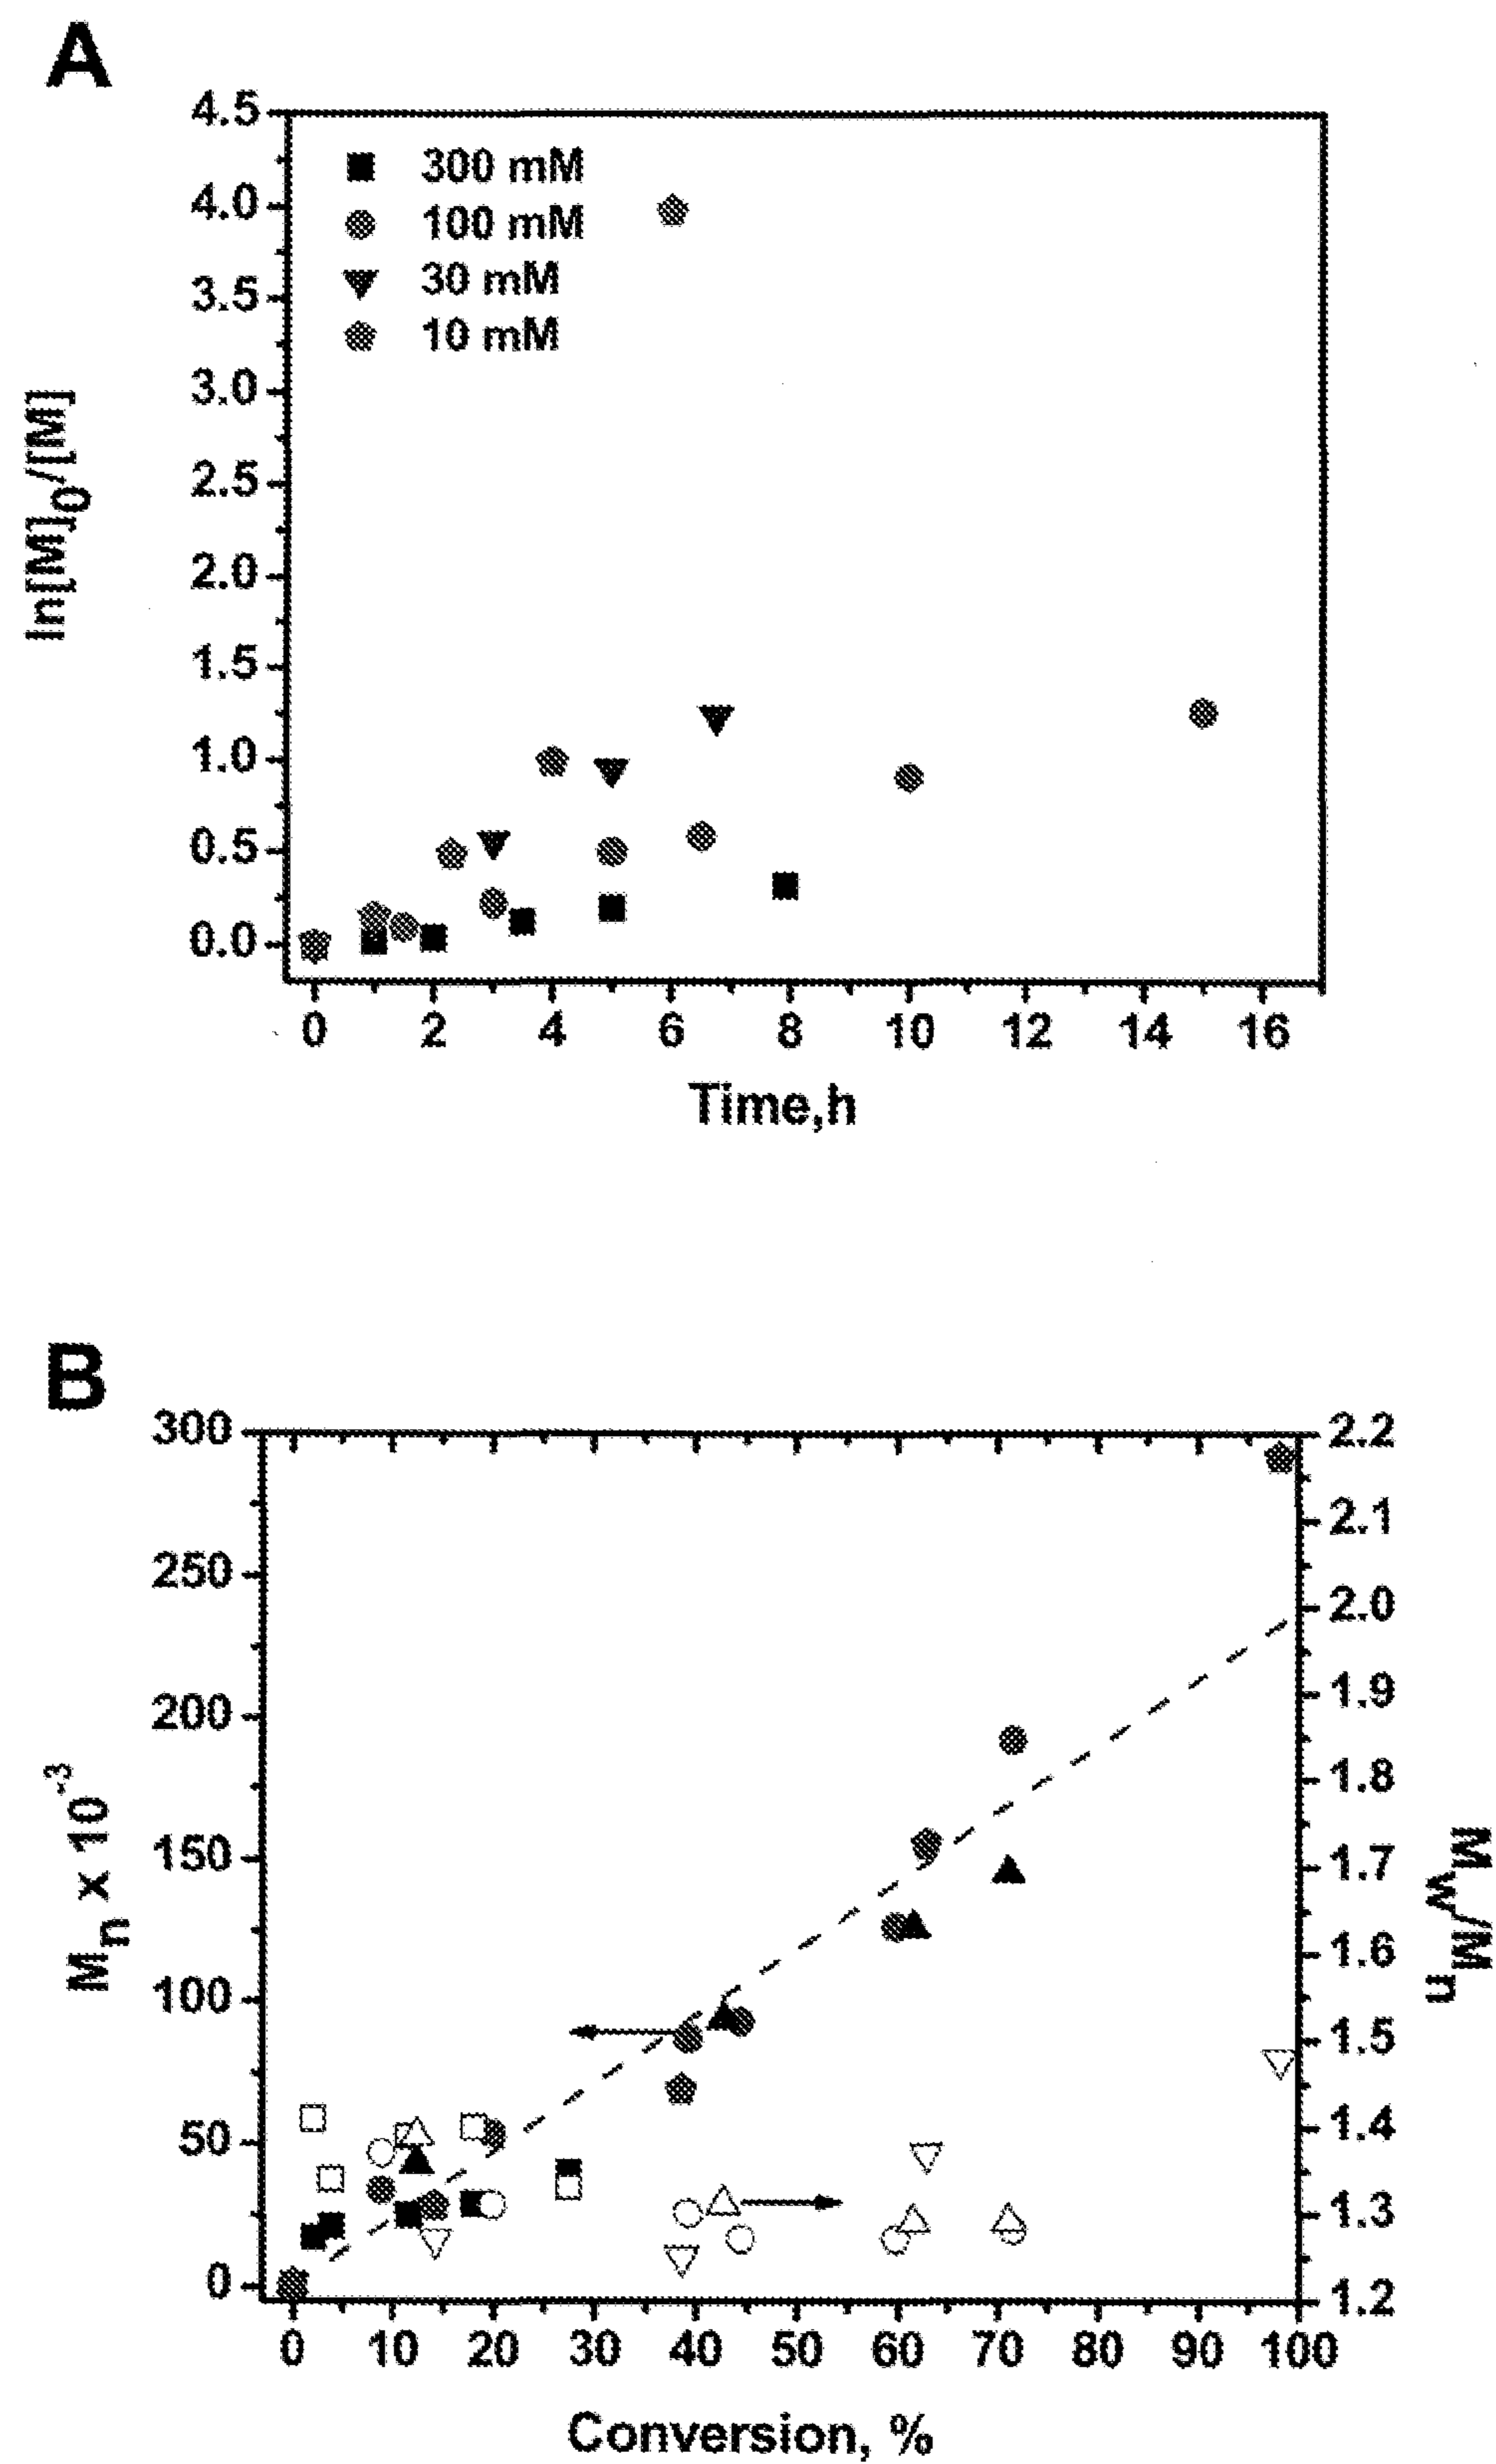 A
4.5
4.0
3.5
3.0
2.5
2.0
1.5
1.0
0.5
0.0
ln[M]0/[M]
300 mM
100 mM
30 mM
10 mM
0 2 4 6 8 10 12 14 16
Time,h
B
300
250
200
150
100
50
0
Mn x 10-3
2.2
2.1
2.0
1.9
1.8
1.7
1.6
1.5
1.4
1.3
1.2
Mw/Mn
0 10 20 30 40 50 60 70 80 90 100
Conversion, %